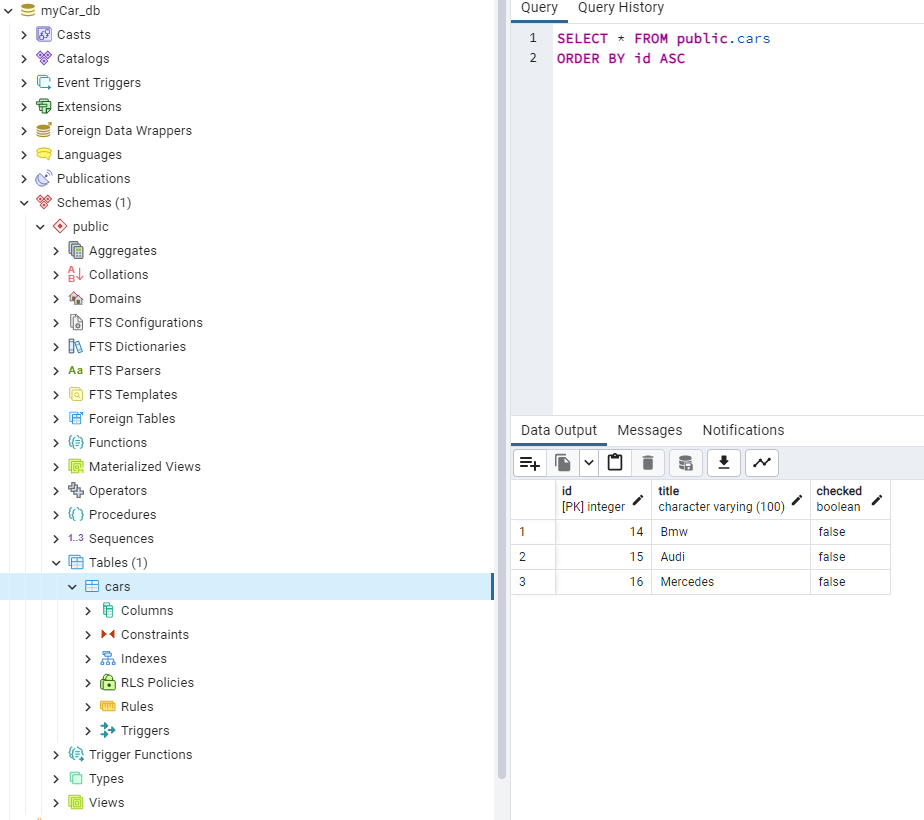 myCar_db
Casts
Catalogs
Event Triggers
Extensions
Foreign Data Wrappers
Languages
Publications
Schemas (1)
public
Aggregates
Collations
Domains
FTS Configurations
FTS Dictionaries
Aa FTS Parsers
FTS Templates
Foreign Tables
Functions
Materialized Views
Operators
Procedures
1..3 Sequences
Tables (1)
cars
Columns
Constraints
Indexes
RLS Policies
Rules
Triggers
Trigger Functions
Types
Views
Query Query History
1 SELECT * FROM public.cars
2 ORDER BY id ASC
Data Output Messages Notifications
id title checked
[PK] integer character varying (100) boolean
1 14 Bmw false
2 15 Audi false
3 16 Mercedes false